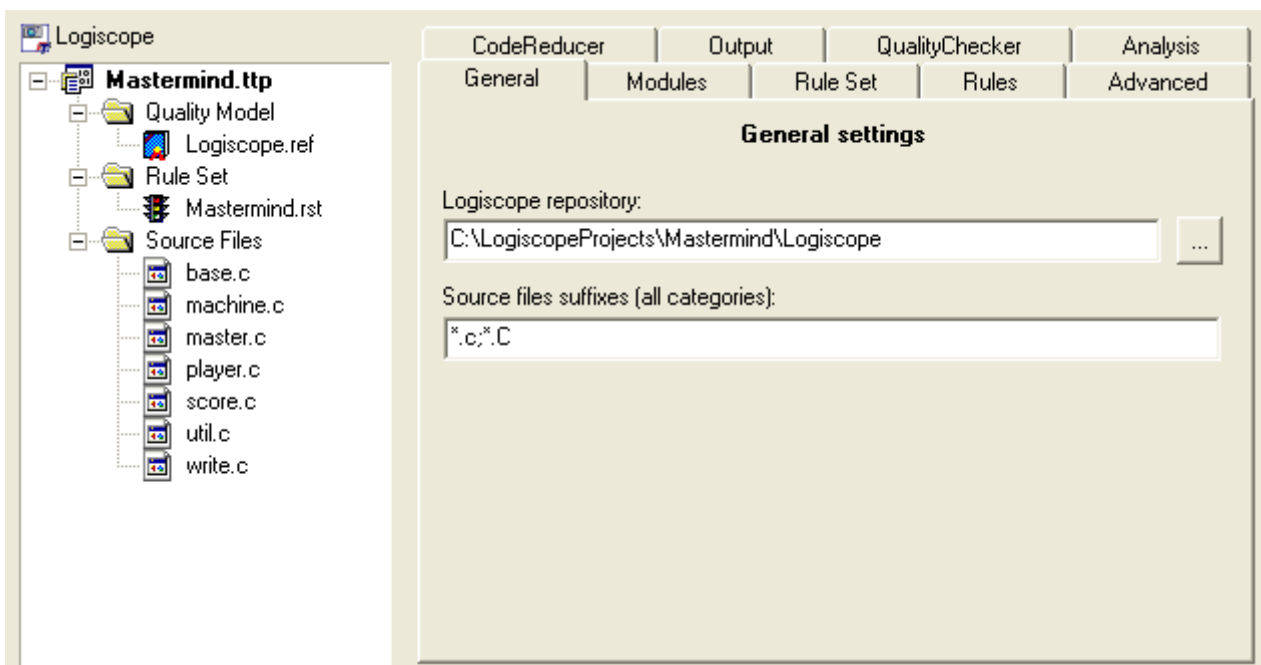 Logiscope
Mastermind.ttp
Quality Model
Logiscope.ref
Rule Set
Mastermind.rst
Source Files
base.c
machine.c
master.c
player.c
score.c
util.c
write.c
CodeReducer Output QualityChecker Analysis
General Modules Rule Set Rules Advanced
General settings
Logiscope repository:
C:\LogiscopeProjects\Mastermind\Logiscope
...
Source files suffixes (all categories):
*.c;*.C